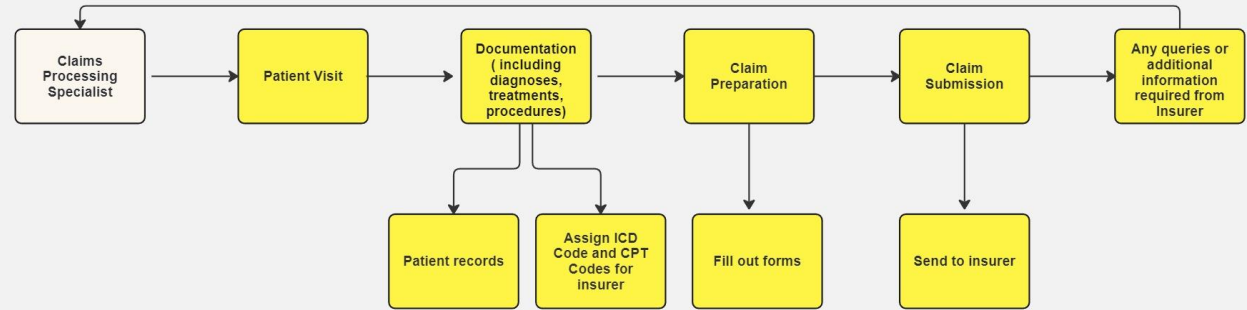 Claims
Processing
Specialist
Patient Visit
Documentation
( including
diagnoses,
treatments,
procedures)
Claim
Preparation
Claim
Submission
Any queries or
additional
information
required from
Insurer
Patient records
Assign ICD
Code and CPT
Codes for
insurer
Fill out forms
Send to insurer